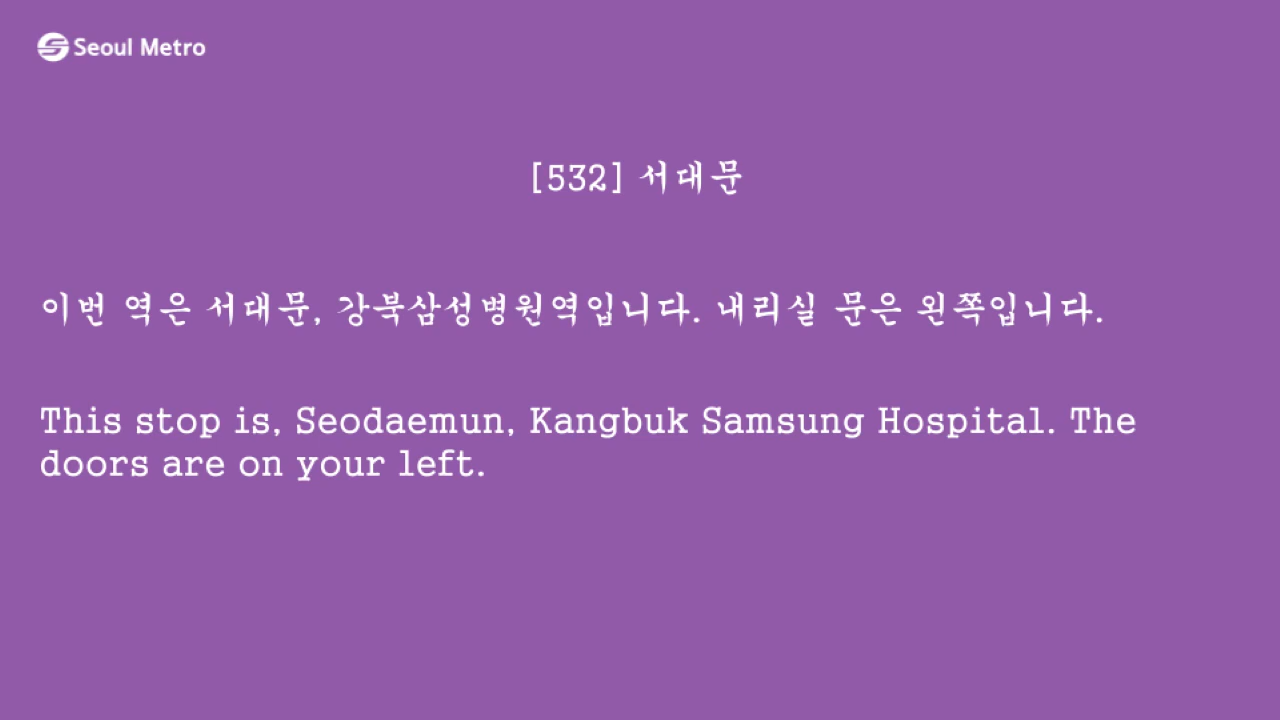 Seoul Metro
[532] 서대문
이번 역은 서대문, 강북삼성병원역입니다. 내리실 문은 왼쪽입니다.
This stop is, Seodaemun, Kangbuk Samsung Hospital. The
doors are on your left.